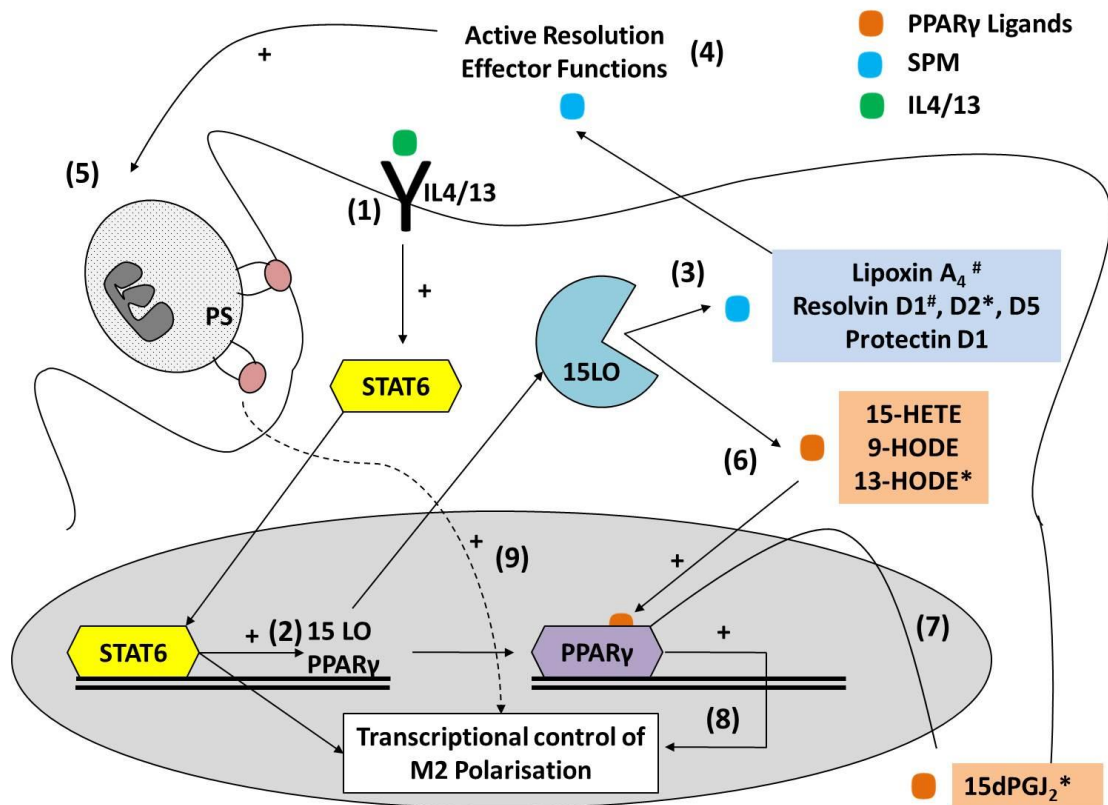 Active Resolution
Effector Functions
(4)
PPARγ Ligands
SPM
IL4/13
+
(5)
(1)
IL4/13
+
PS
STAT6
15LO
(3)
Lipoxin A₄ #
Resolvin D1#, D2*, D5
Protectin D1
(6)
15-HETE
9-HODE
13-HODE*
+
(9)
+
(7)
STAT6
+ (2) 15 LO
PPARγ
PPARγ
+
(8)
Transcriptional control of
M2 Polarisation
15dPGJ₂*